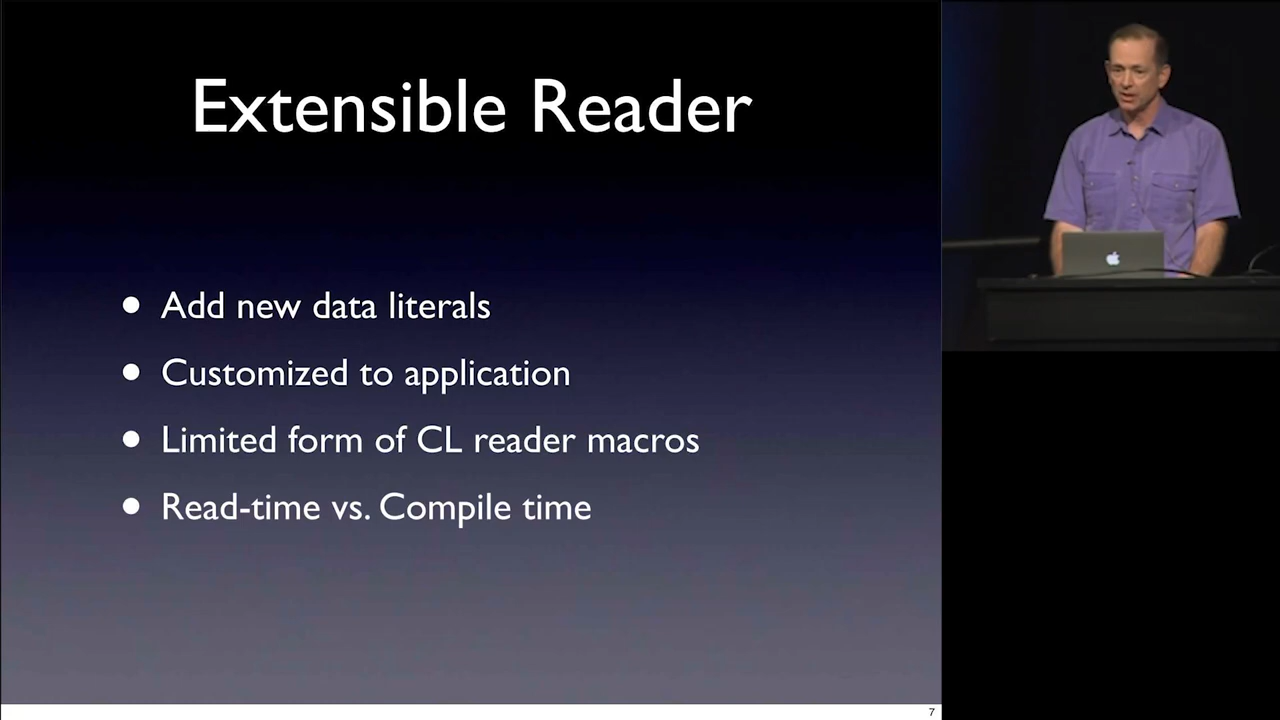 Extensible Reader
Add new data literals
Customized to application
Limited form of CL reader macros
Read-time vs. Compile time
7